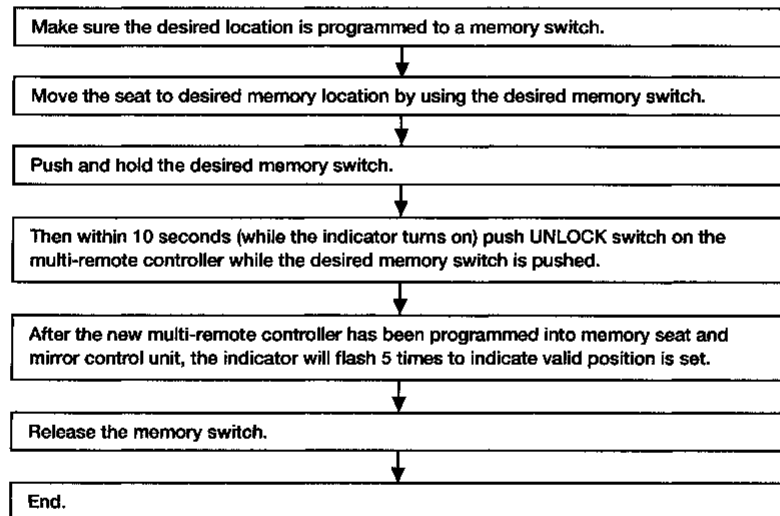 Make sure the desired location is programmed to a memory switch.
Move the seat to desired memory location by using the desired memory switch.
Push and hold the desired memory switch.
Then within 10 seconds (while the indicator turns on) push UNLOCK switch on the
multi-remote controller while the desired memory switch is pushed.
After the new multi-remote controller has been programmed into memory seat and
mirror control unit, the indicator will flash 5 times to indicate valid position is set.
Release the memory switch.
End.